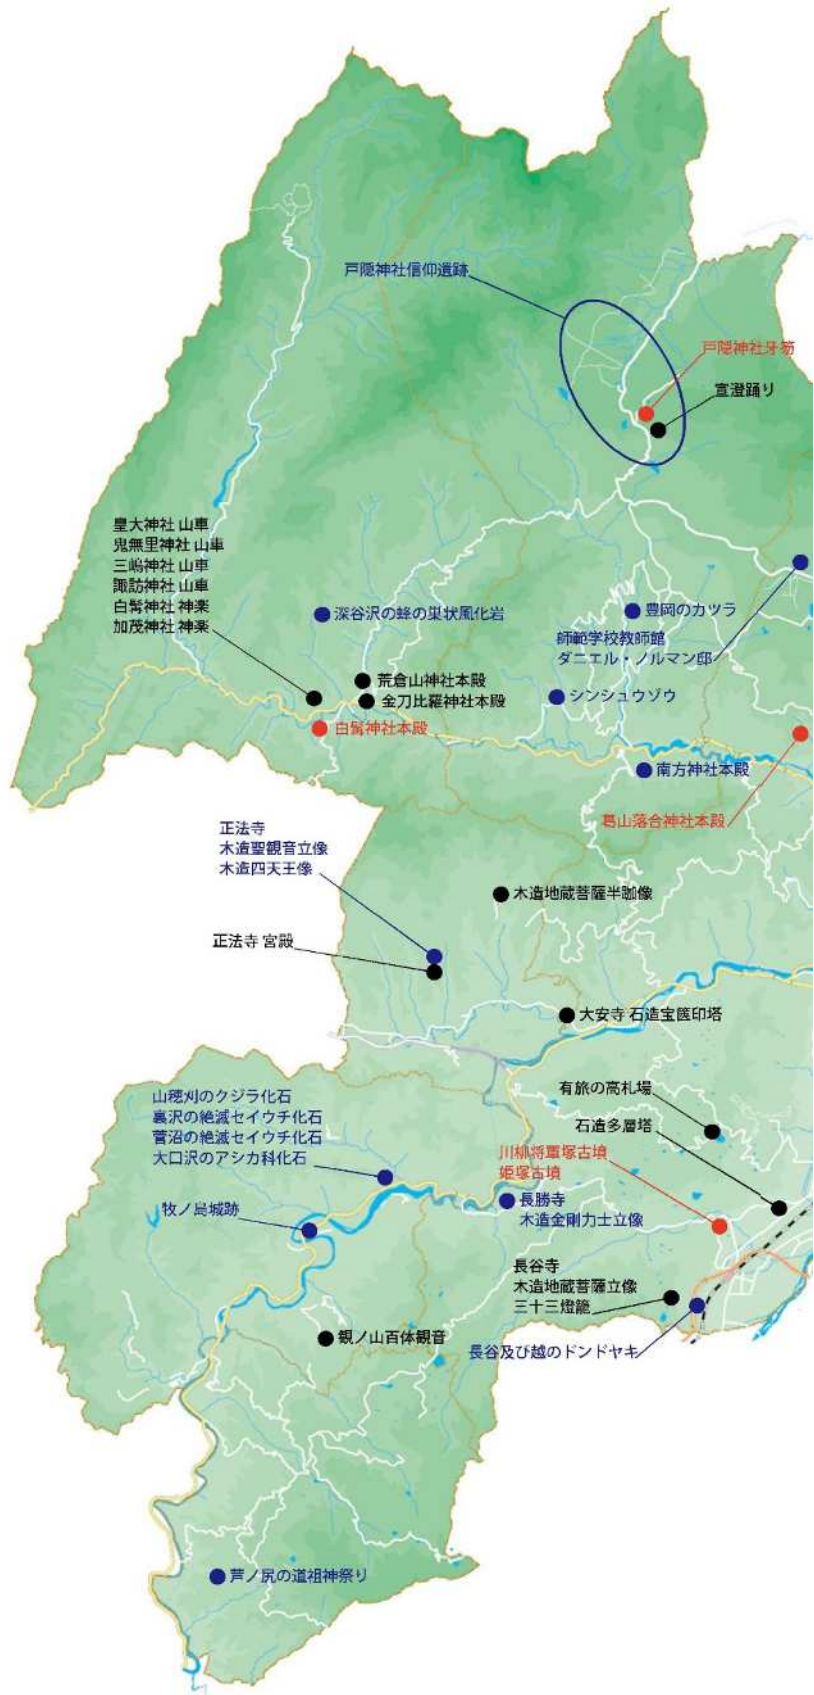 戸隠神社信仰遺跡
戸隠神社牙笏
宣澄踊り
皇大神社 山車
鬼無里神社 山車
三嶋神社 山車
諏訪神社 山車
白髯神社 神楽
加茂神社 神楽
深谷沢の蜂の巣状風化岩
豊岡のカツラ
師範学校教師館
ダニエル・ノルマン邸
荒倉山神社本殿
金刀比羅神社本殿
シンシュウゾウ
白髯神社本殿
南方神社本殿
葛山落合神社本殿
正法寺
木造聖観音立像
木造四天王像
木造地蔵菩薩半跏像
正法寺 宮殿
大安寺 石造宝篋印塔
有旅の高札場
石造多層塔
山穂刈のクジラ化石
裏沢の絶滅セイウチ化石
菅沼の絶滅セイウチ化石
大口沢のアシカ科化石
川柳将軍塚古墳
姫塚古墳
牧ノ島城跡
長勝寺
木造金剛力士立像
長谷寺
木造地蔵菩薩立像
三十三燈籠
観ノ山百体観音
長谷及び越のドンドヤキ
芦ノ尻の道祖神祭り